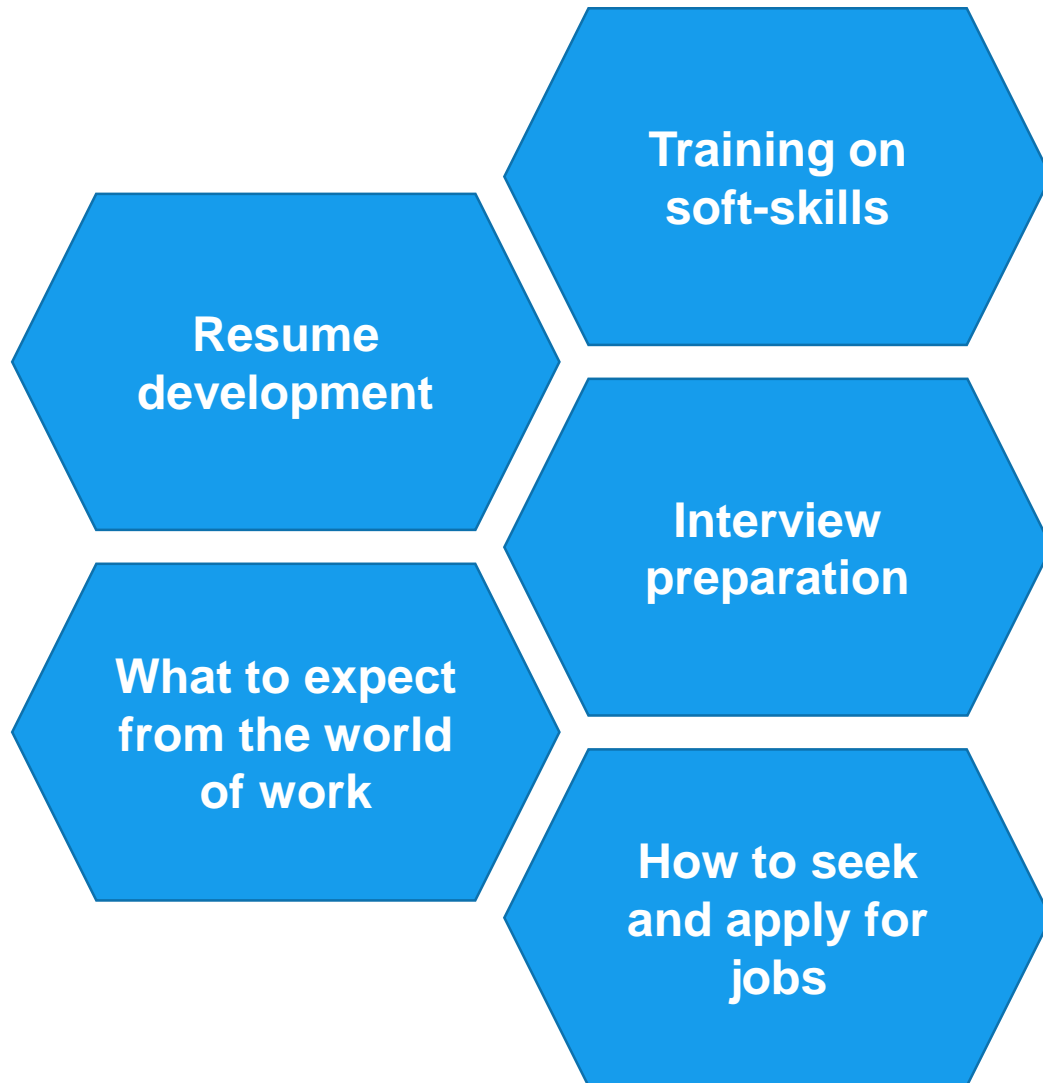 Training on
soft-skills
Resume
development
Interview
preparation
What to expect
from the world
of work
How to seek
and apply for
jobs